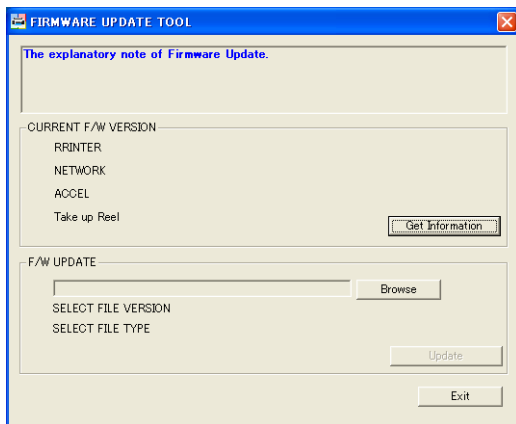 FIRMWARE UPDATE TOOL
The explanatory note of Firmware Update.
CURRENT F/W VERSION
RRINTER
NETWORK
ACCEL
Take up Reel
Get Information
F/W UPDATE
Browse
SELECT FILE VERSION
SELECT FILE TYPE
Update
Exit